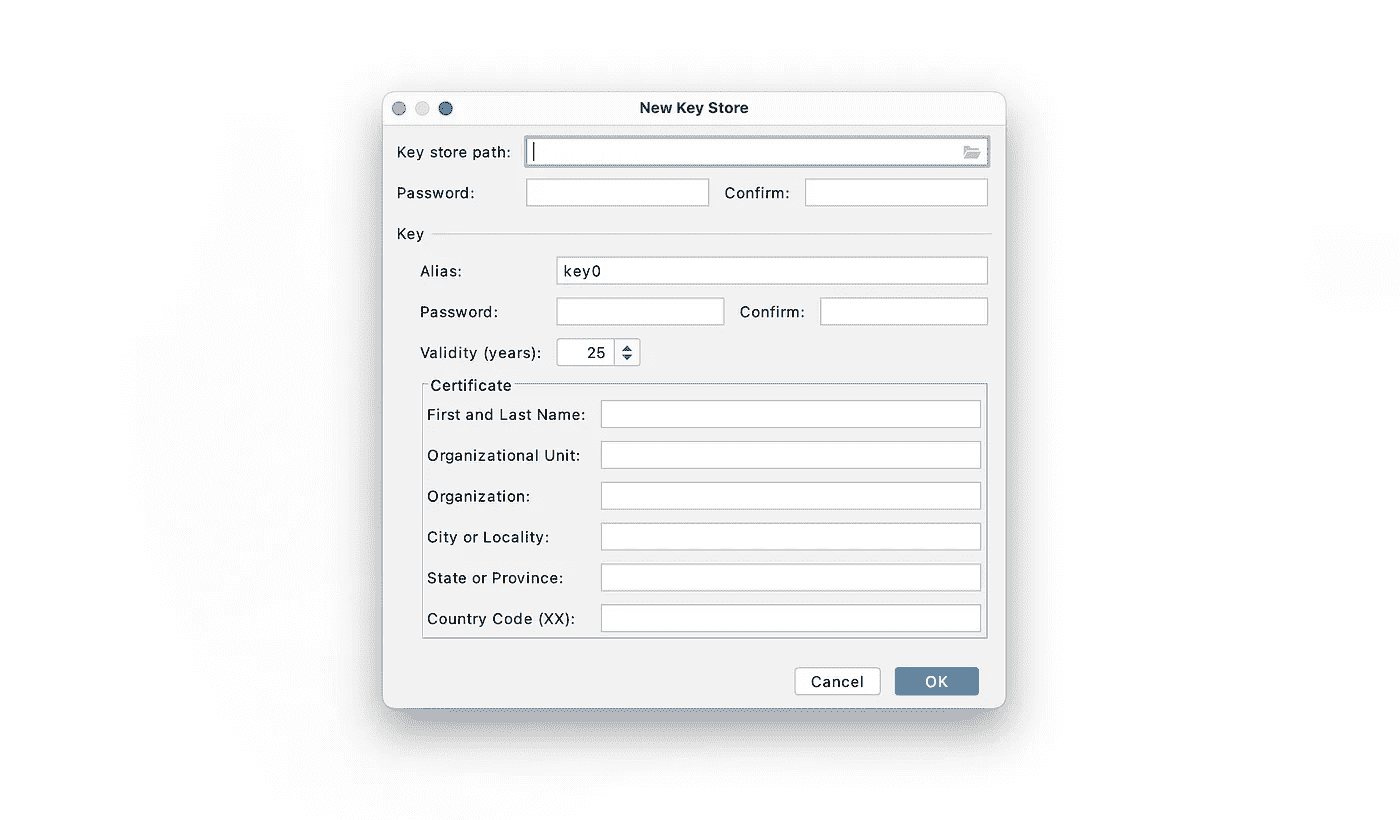 New Key Store
Key store path:
Password: Confirm:
Key
Alias: key0
Password: Confirm:
Validity (years): 25
Certificate
First and Last Name:
Organizational Unit:
Organization:
City or Locality:
State or Province:
Country Code (XX):
Cancel OK